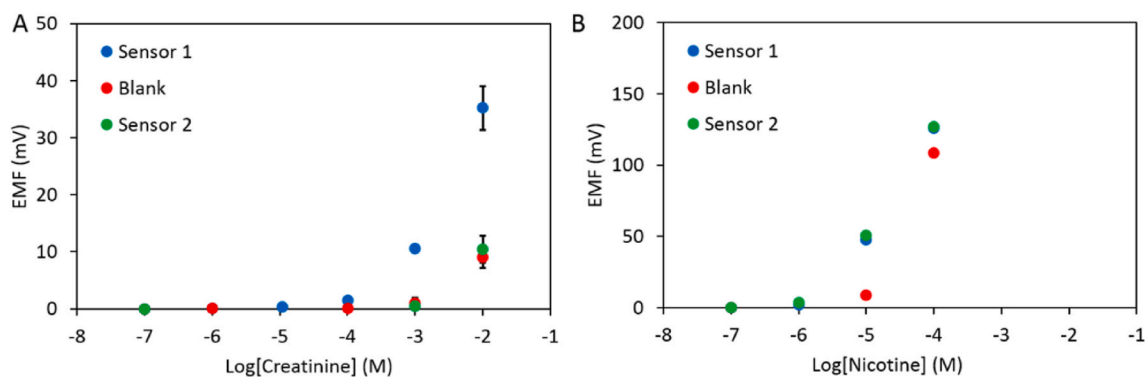 A
50
40
30
20
10
0
EMF (mV)
Sensor 1
Blank
Sensor 2
-8 -7 -6 -5 -4 -3 -2 -1
Log[Creatinine] (M)
B
200
150
100
50
0
EMF (mV)
Sensor 1
Blank
Sensor 2
-8 -7 -6 -5 -4 -3 -2 -1
Log[Nicotine] (M)